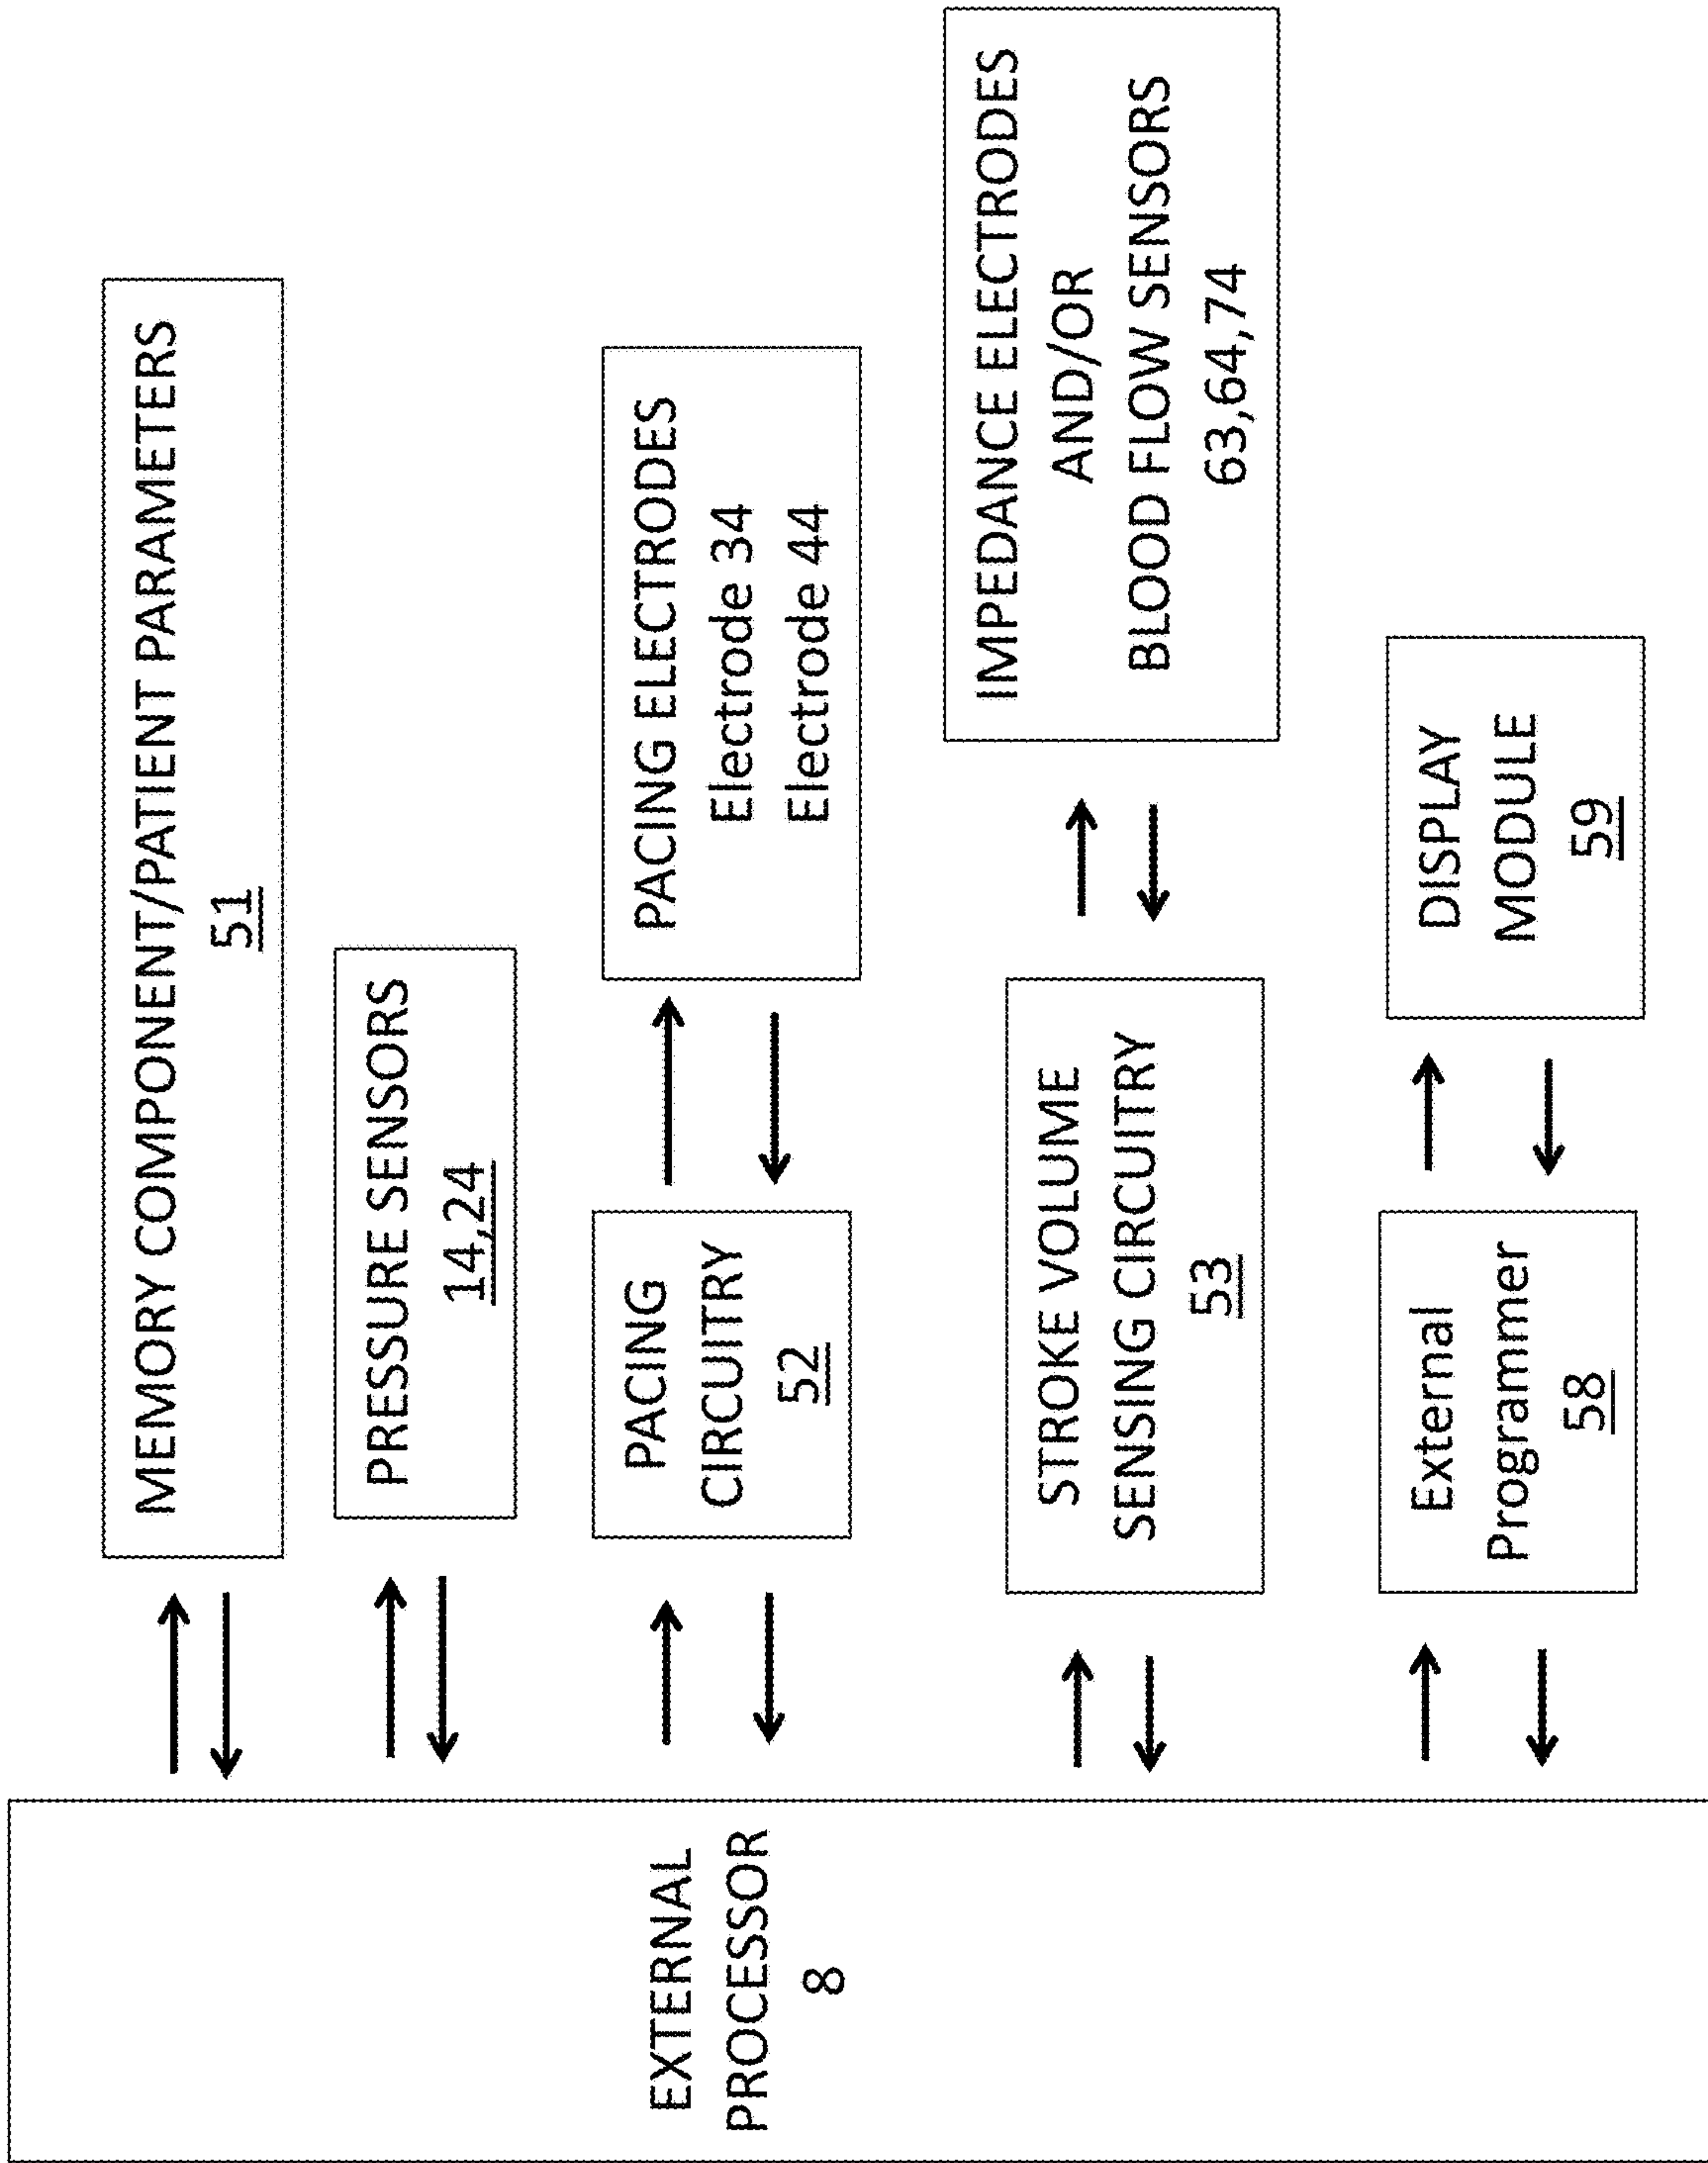 EXTERNAL
PROCESSOR
8
MEMORY COMPONENT/PATIENT PARAMETERS
51
PRESSURE SENSORS
14,24
PACING
CIRCUITRY
52
PACING ELECTRODES
Electrode 34
Electrode 44
STROKE VOLUME
SENSING CIRCUITRY
53
IMPEDANCE ELECTRODES
AND/OR
BLOOD FLOW SENSORS
63,64,74
External
Programmer
58
DISPLAY
MODULE
59